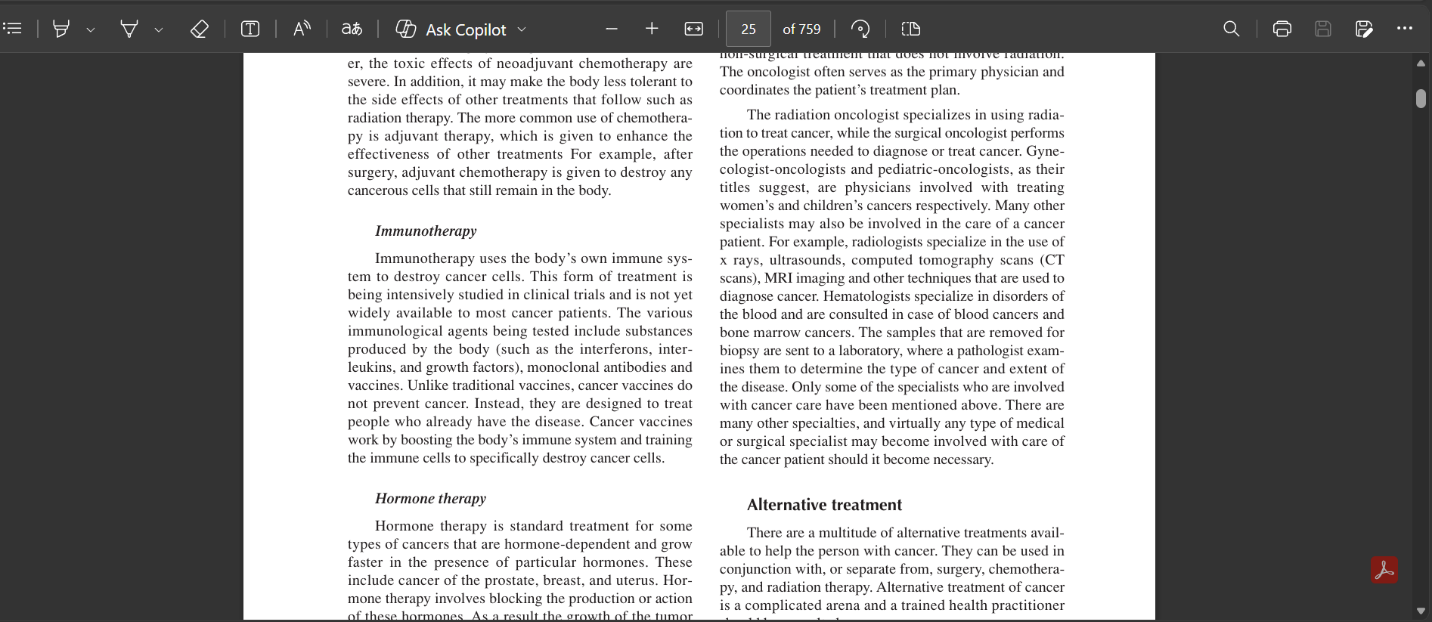 Ask Copilot
25
of 759
er, the toxic effects of neoadjuvant chemotherapy are
severe. In addition, it may make the body less tolerant to
the side effects of other treatments that follow such as
radiation therapy. The more common use of chemothera-
py is adjuvant therapy, which is given to enhance the
effectiveness of other treatments For example, after
surgery, adjuvant chemotherapy is given to destroy any
cancerous cells that still remain in the body.
Immunotherapy
Immunotherapy uses the body's own immune sys-
tem to destroy cancer cells. This form of treatment is
being intensively studied in clinical trials and is not yet
widely available to most cancer patients. The various
immunological agents being tested include substances
produced by the body (such as the interferons, inter-
leukins, and growth factors), monoclonal antibodies and
vaccines. Unlike traditional vaccines, cancer vaccines do
not prevent cancer. Instead, they are designed to treat
people who already have the disease. Cancer vaccines
work by boosting the body's immune system and training
the immune cells to specifically destroy cancer cells.
Hormone therapy
Hormone therapy is standard treatment for some
types of cancers that are hormone-dependent and grow
faster in the presence of particular hormones. These
include cancer of the prostate, breast, and uterus. Hor-
mone therapy involves blocking the production or action
of these hormones. As a result the growth of the tumor
non-surgical treatment that does not involve radiation.
The oncologist often serves as the primary physician and
coordinates the patient's treatment plan.
The radiation oncologist specializes in using radia-
tion to treat cancer, while the surgical oncologist performs
the operations needed to diagnose or treat cancer. Gyne-
cologist-oncologists and pediatric-oncologists, as their
titles suggest, are physicians involved with treating
women's and children's cancers respectively. Many other
specialists may also be involved in the care of a cancer
patient. For example, radiologists specialize in the use of
x rays, ultrasounds, computed tomography scans (CT
scans), MRI imaging and other techniques that are used to
diagnose cancer. Hematologists specialize in disorders of
the blood and are consulted in case of blood cancers and
bone marrow cancers. The samples that are removed for
biopsy are sent to a laboratory, where a pathologist exam-
ines them to determine the type of cancer and extent of
the disease. Only some of the specialists who are involved
with cancer care have been mentioned above. There are
many other specialties, and virtually any type of medical
or surgical specialist may become involved with care of
the cancer patient should it become necessary.
Alternative treatment
There are a multitude of alternative treatments avail-
able to help the person with cancer. They can be used in
conjunction with, or separate from, surgery, chemothera-
py, and radiation therapy. Alternative treatment of cancer
is a complicated arena and a trained health practitioner